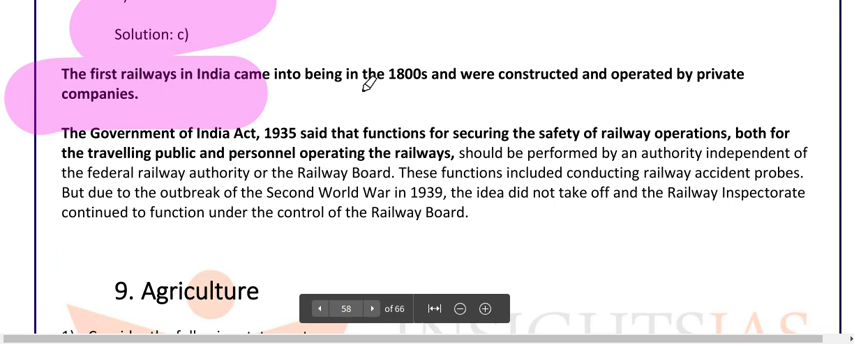 Solution: c)
The first railways in India came into being in the 1800s and were constructed and operated by private
companies.
The Government of India Act, 1935 said that functions for securing the safety of railway operations, both for
the travelling public and personnel operating the railways, should be performed by an authority independent of
the federal railway authority or the Railway Board. These functions included conducting railway accident probes.
But due to the outbreak of the Second World War in 1939, the idea did not take off and the Railway Inspectorate
continued to function under the control of the Railway Board.
9. Agriculture
58 of 66
INSIGHTSIAS